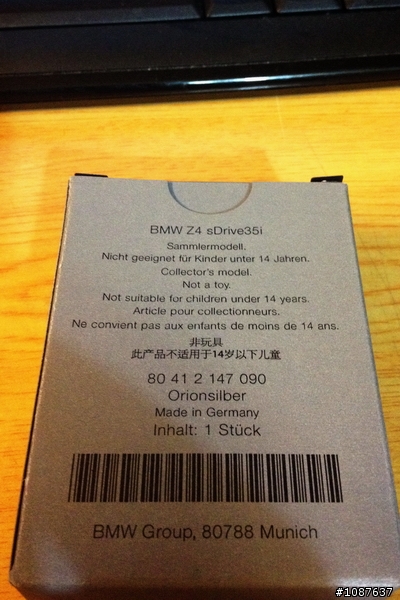 BMW Z4 sDrive35i
Sammlermodell.
Nicht geeignet für Kinder unter 14 Jahren.
Collector's model.
Not a toy.
Not suitable for children under 14 years.
Article pour collectionneurs.
Ne convient pas aux enfants de moins de 14 ans.
非玩具
此产品不适用于14岁以下儿童
80 41 2 147 090
Orionsilber
Made in Germany
Inhalt: 1 Stück
BMW Group, 80788 Munich
#1087637